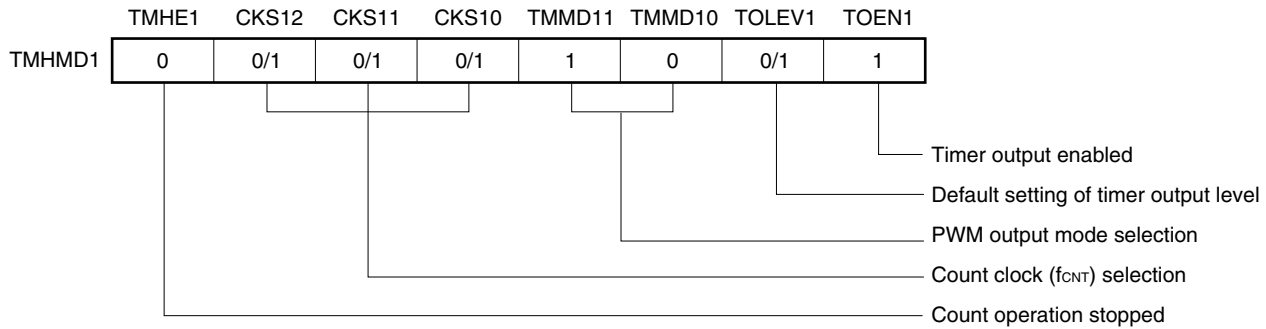 TMHE1 CKS12 CKS11 CKS10 TMMD11 TMMD10 TOLEV1 TOEN1
TMHMD1 0 0/1 0/1 0/1 1 0 0/1 1
Timer output enabled
Default setting of timer output level
PWM output mode selection
Count clock (fCNT) selection
Count operation stopped